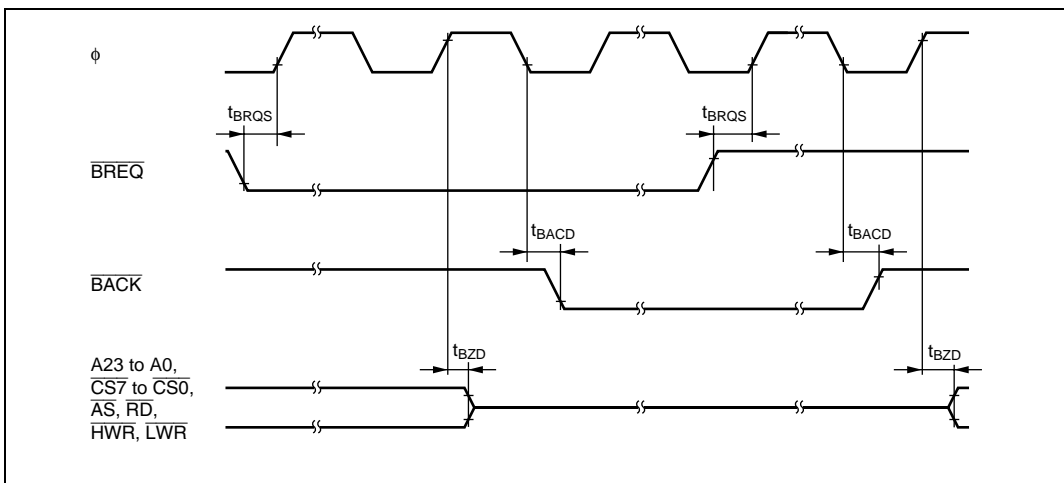 ϕ
tBRQS
tBRQS
BREQ
tBACD
tBACD
BACK
tBZD
tBZD
A23 to A0,
CS7 to CS0,
AS, RD,
HWR, LWR